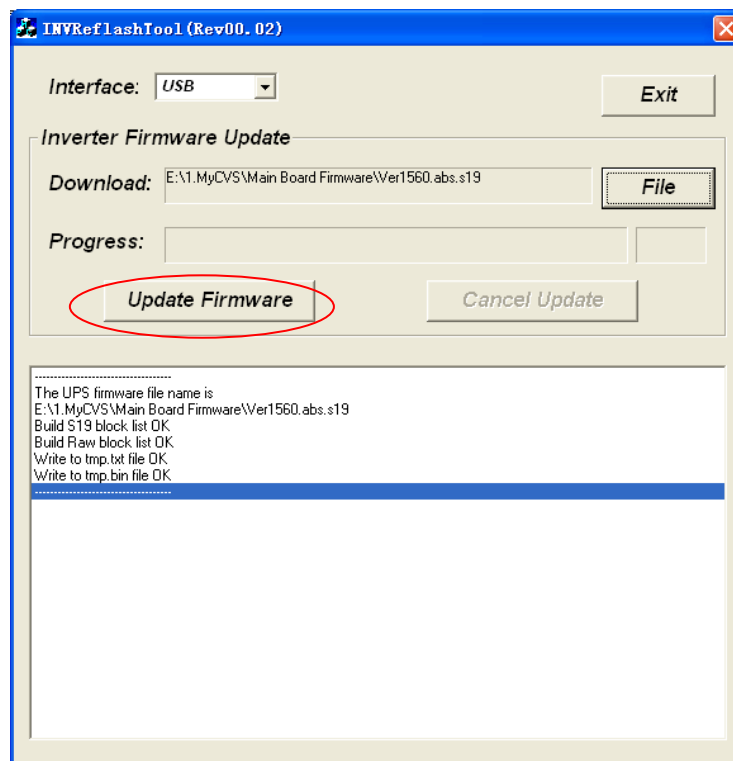 INVReflashTool(Rev00.02)
Interface: USB
Exit
Inverter Firmware Update
Download: E:\1.MyCVS\Main Board Firmware\Ver1560.abs.s19 File
Progress:
Update Firmware Cancel Update
-----------------------------------
The UPS firmware file name is
E:\1.MyCVS\Main Board Firmware\Ver1560.abs.s19
Build S19 block list OK
Build Raw block list OK
Write to tmp.txt file OK
Write to tmp.bin file OK
-----------------------------------